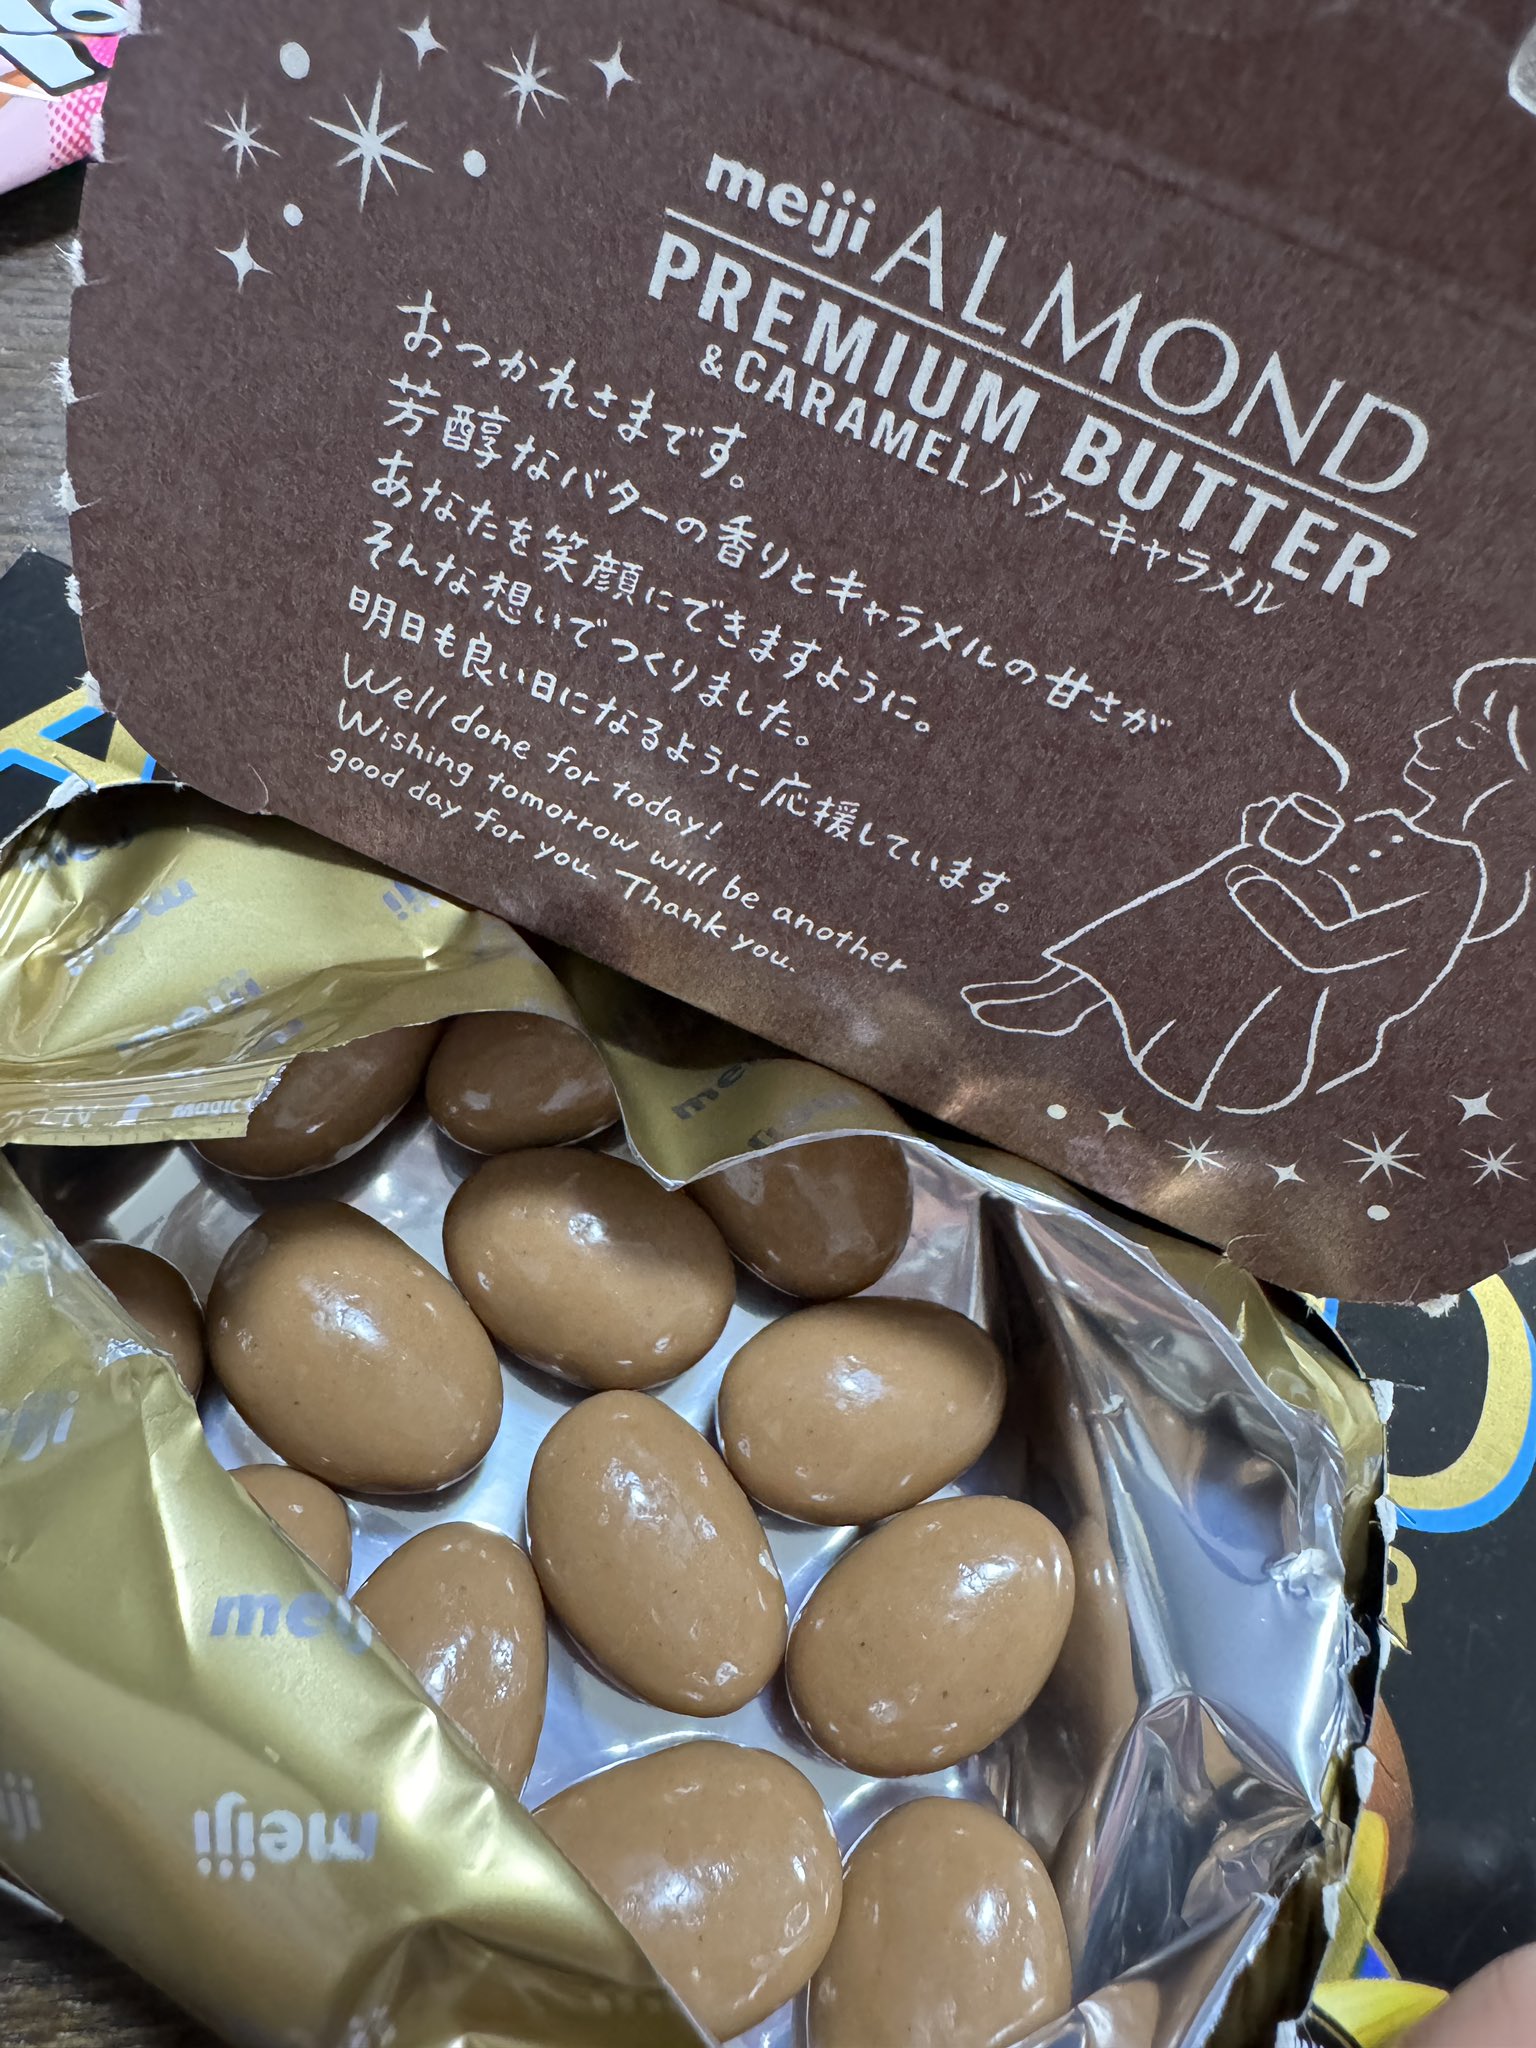 meiji ALMOND
PREMIUM BUTTER
& CARAMEL バターキャラメル
おつかれさまです。
芳醇なバターの香りとキャラメルの甘さが
あなたを笑顔にできますように。
そんな想いでつくりました。
明日も良い日になるように応援しています。
Well done for today!
Wishing tomorrow will be another
good day for you. Thank you.
meiji
meiji
meiji